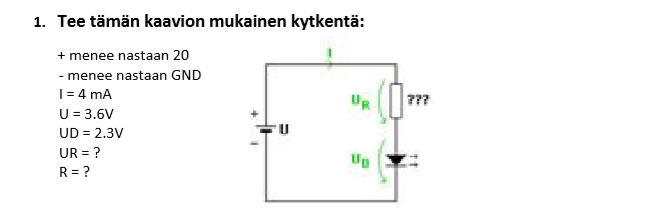 1. Tee tämän kaavion mukainen kytkentä:
+ menee nastaan 20
- menee nastaan GND
I = 4 mA
U = 3.6V
UD = 2.3V
UR = ?
R = ?
I
UR
???
+
U
-
UD